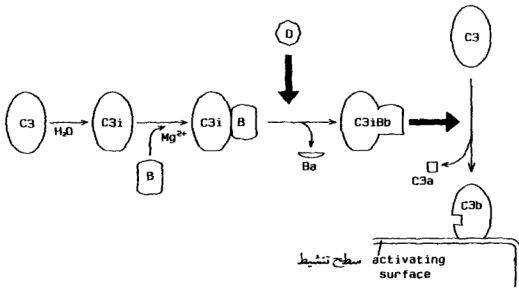 D
C3
C3
H₂O
C3i
Mg²⁺
B
C3i
B
Ba
C3iBb
C3a
C3b
سطح تنشيط
activating
surface